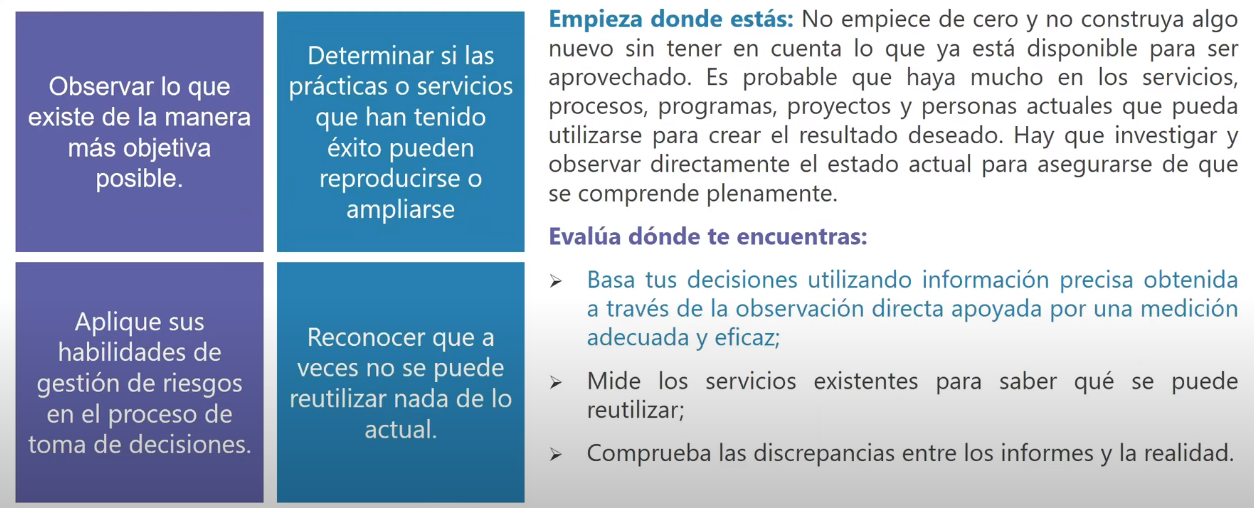 Observar lo que
existe de la manera
más objetiva
posible.
Determinar si las
prácticas o servicios
que han tenido
éxito pueden
reproducirse o
ampliarse
Aplique sus
habilidades de
gestión de riesgos
en el proceso de
toma de decisiones.
Reconocer que a
veces no se puede
reutilizar nada de lo
actual.
Empieza donde estás: No empiece de cero y no construya algo
nuevo sin tener en cuenta lo que ya está disponible para ser
aprovechado. Es probable que haya mucho en los servicios,
procesos, programas, proyectos y personas actuales que pueda
utilizarse para crear el resultado deseado. Hay que investigar y
observar directamente el estado actual para asegurarse de que
se comprende plenamente.
Evalúa dónde te encuentras:
➢ Basa tus decisiones utilizando información precisa obtenida
a través de la observación directa apoyada por una medición
adecuada y eficaz;
➢ Mide los servicios existentes para saber qué se puede
reutilizar;
➢ Comprueba las discrepancias entre los informes y la realidad.